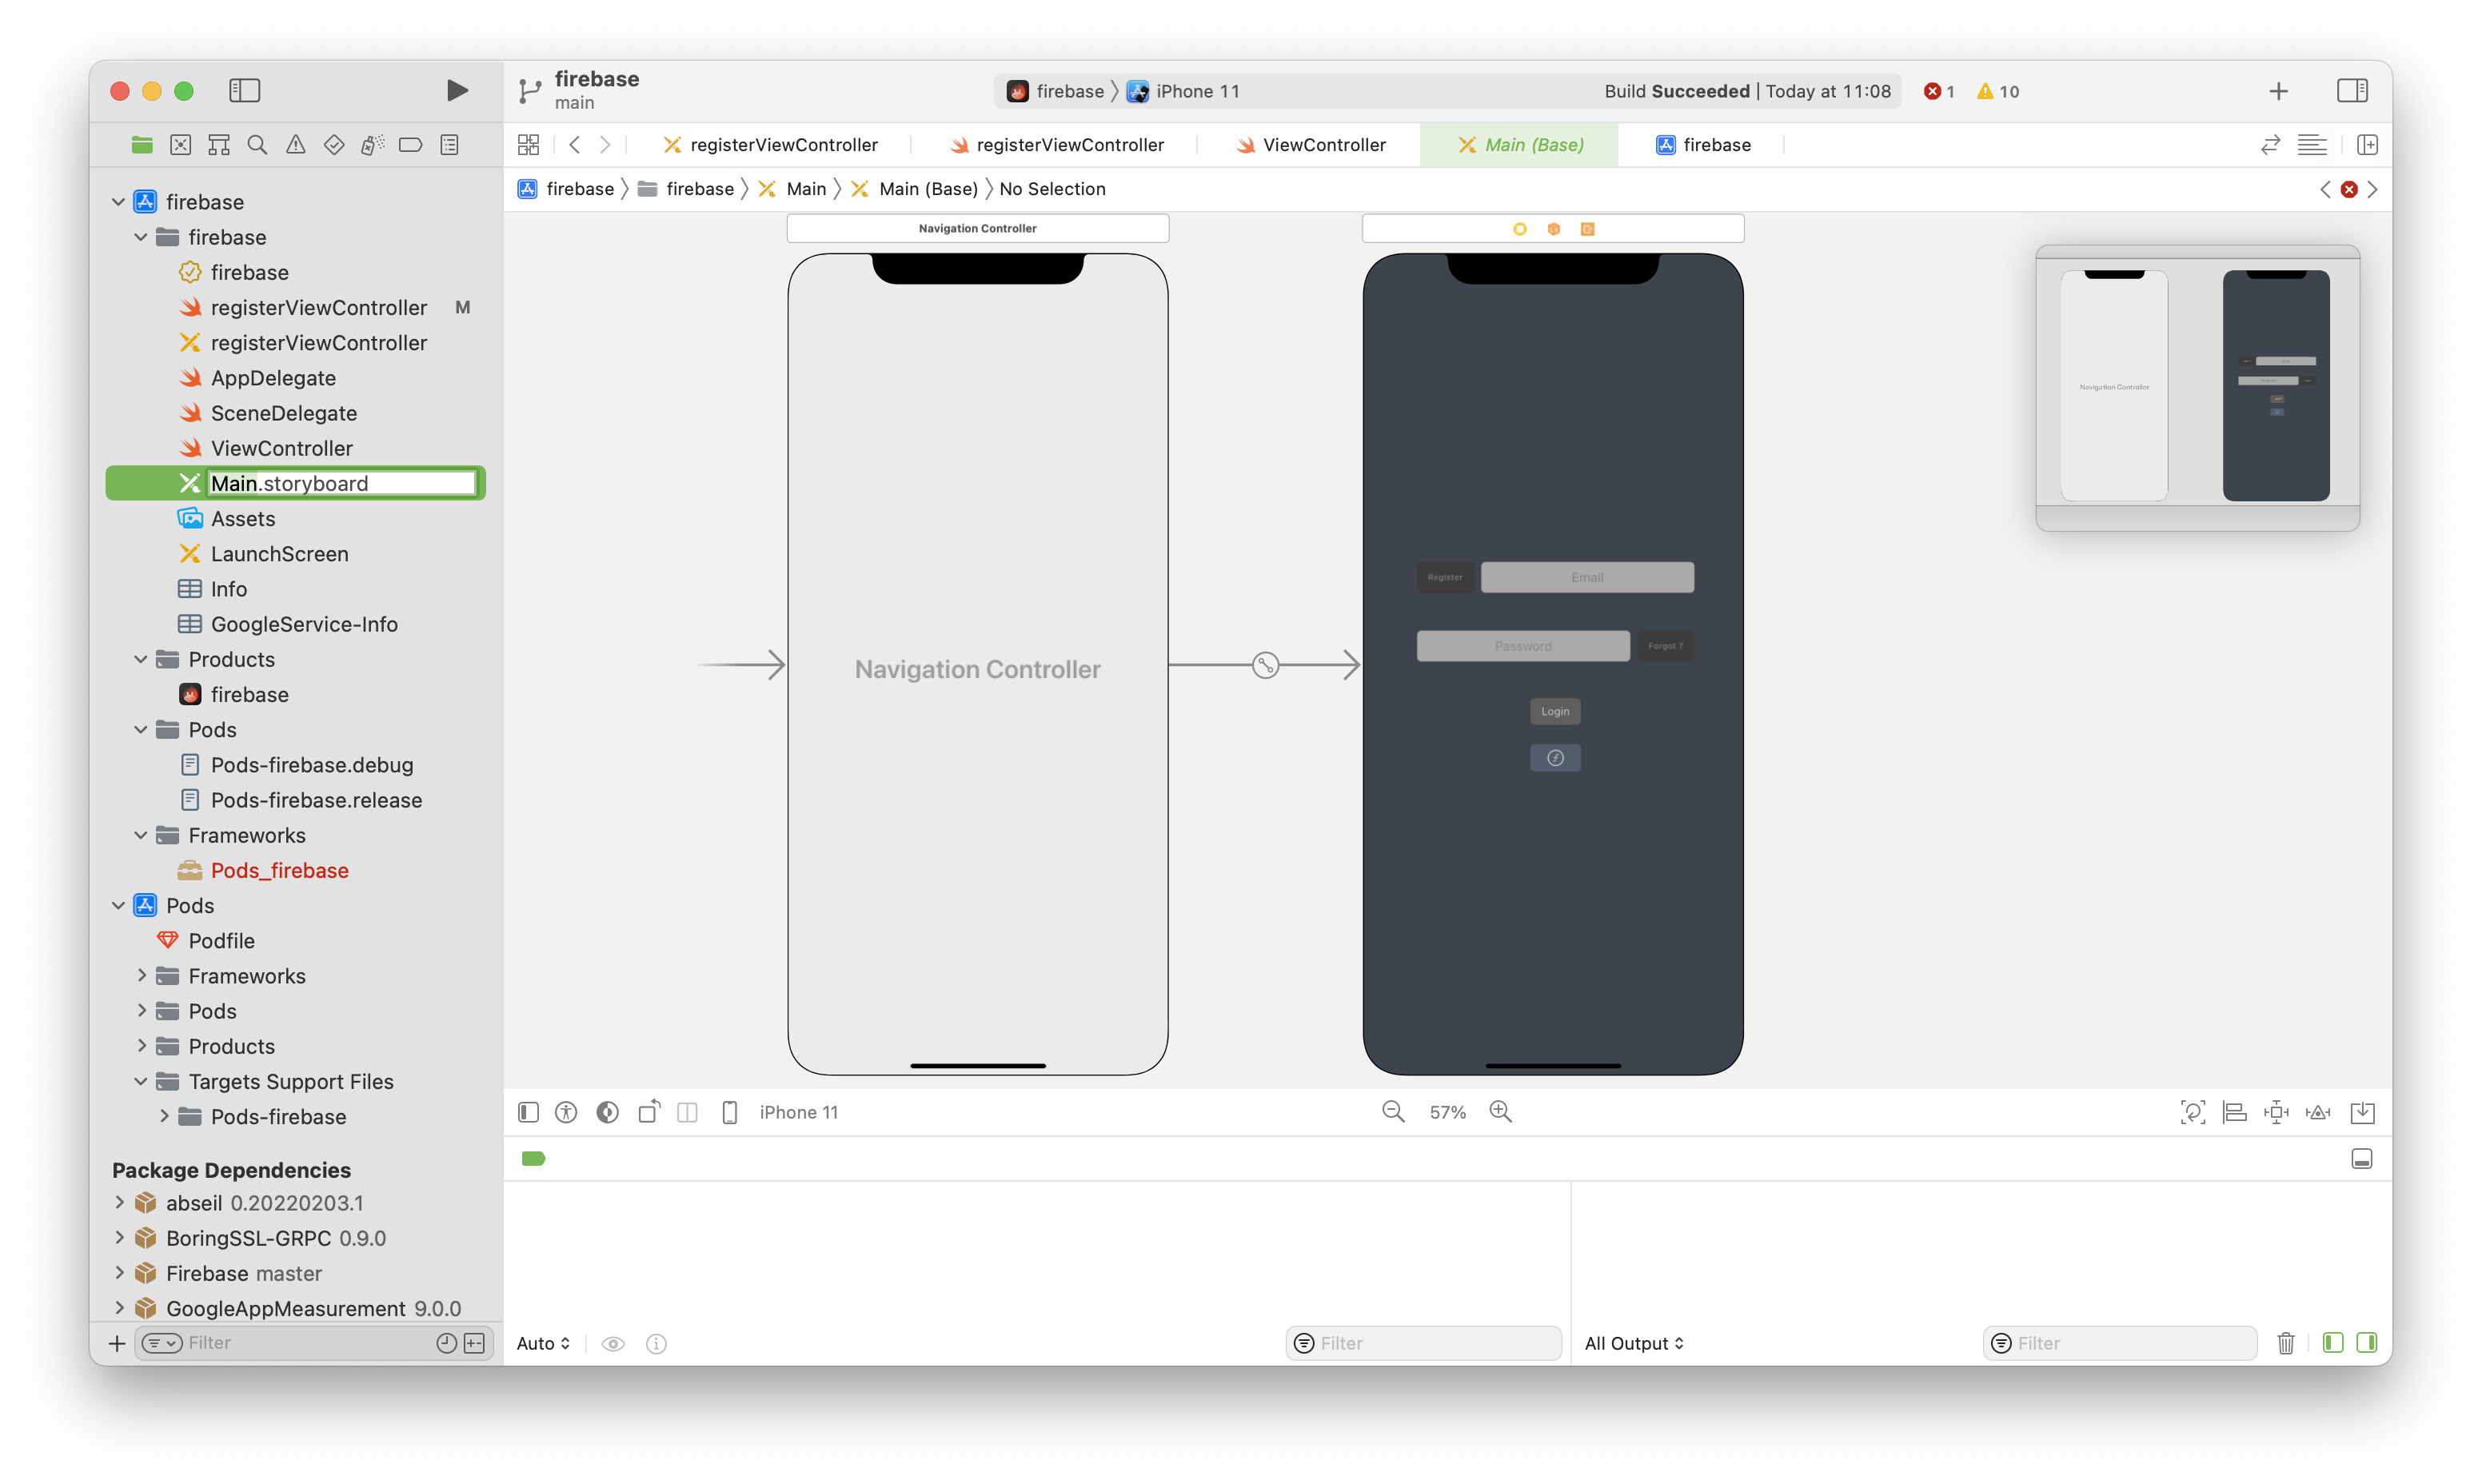 firebase
main
firebase
iPhone 11
Build Succeeded | Today at 11:08
1
10
registerViewController
registerViewController
ViewController
Main (Base)
firebase
firebase
firebase
Main
Main (Base)
No Selection
firebase
firebase
firebase
registerViewController M
registerViewController
AppDelegate
SceneDelegate
ViewController
Main.storyboard
Assets
LaunchScreen
Info
GoogleService-Info
Products
firebase
Pods
Pods-firebase.debug
Pods-firebase.release
Frameworks
Pods_firebase
Pods
Podfile
Frameworks
Pods
Products
Targets Support Files
Pods-firebase
Package Dependencies
abseil 0.20220203.1
BoringSSL-GRPC 0.9.0
Firebase master
GoogleAppMeasurement 9.0.0
Filter
Navigation Controller
Navigation Controller
Register
Email
Password
Forgot ?
Login
Navigation Controller
iPhone 11
57%
Auto
Filter
All Output
Filter